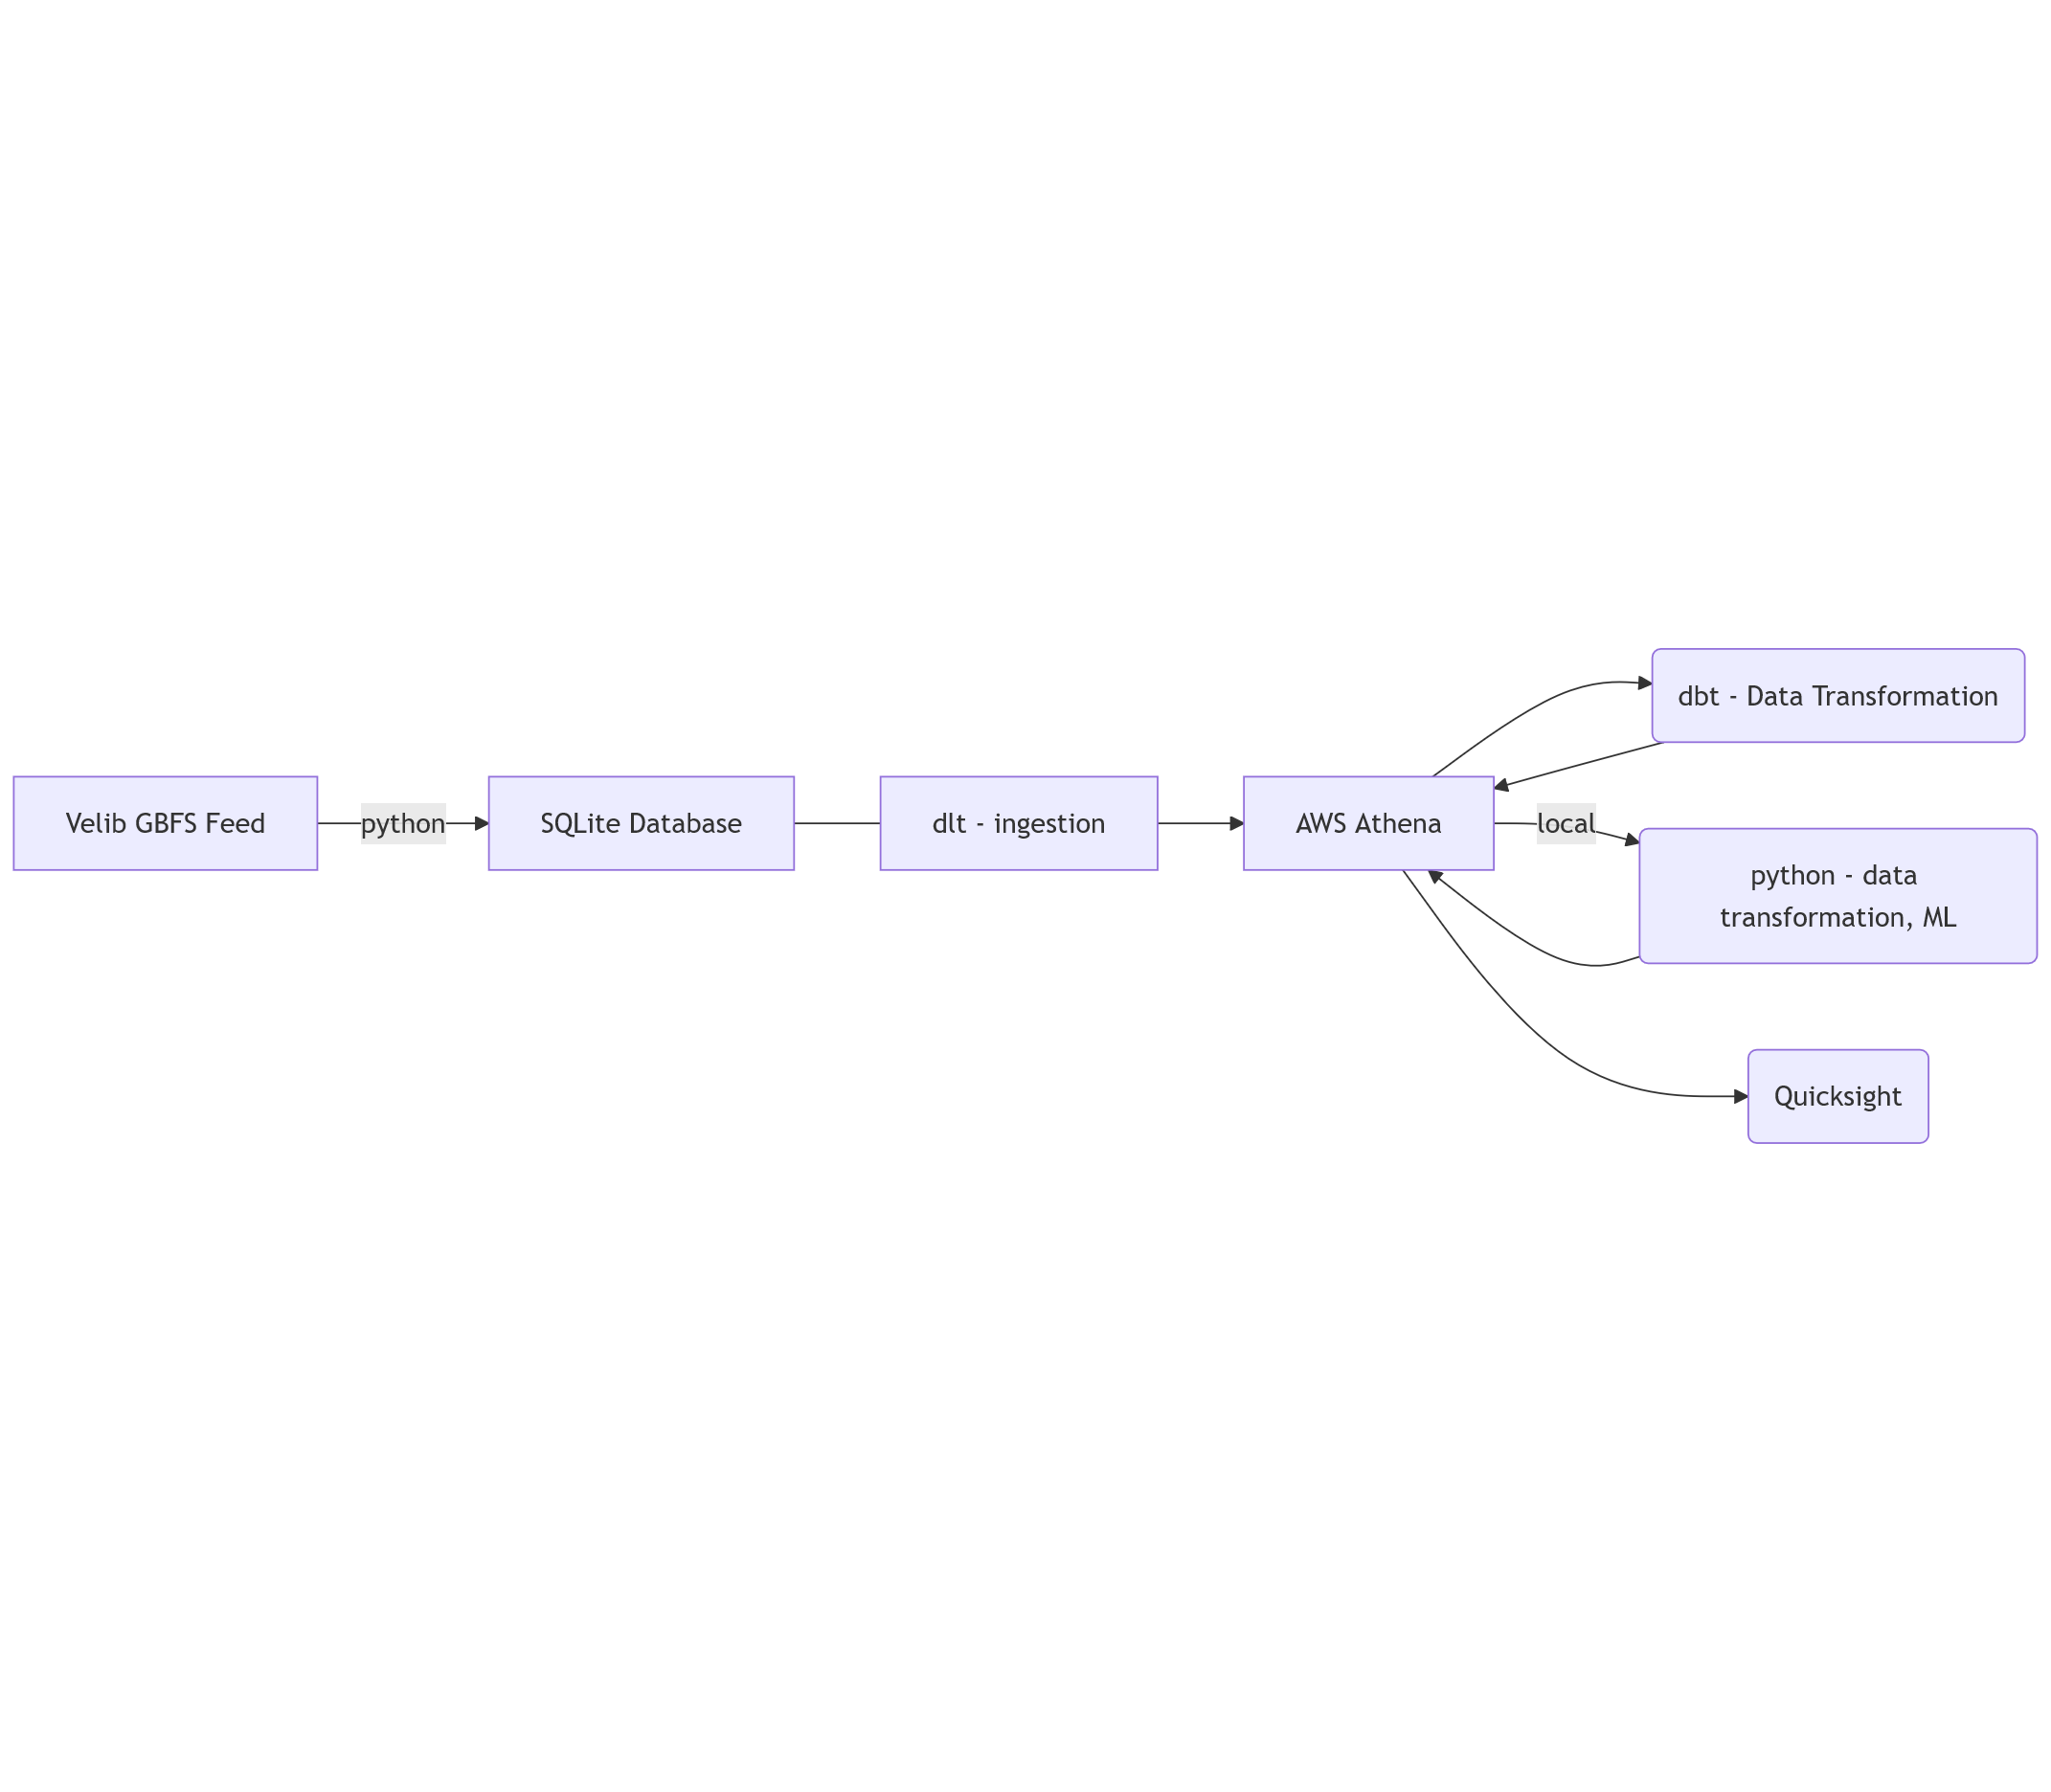 Velib GBFS Feed
python
SQLite Database
dlt - ingestion
AWS Athena
local
dbt - Data Transformation
python - data
transformation, ML
Quicksight